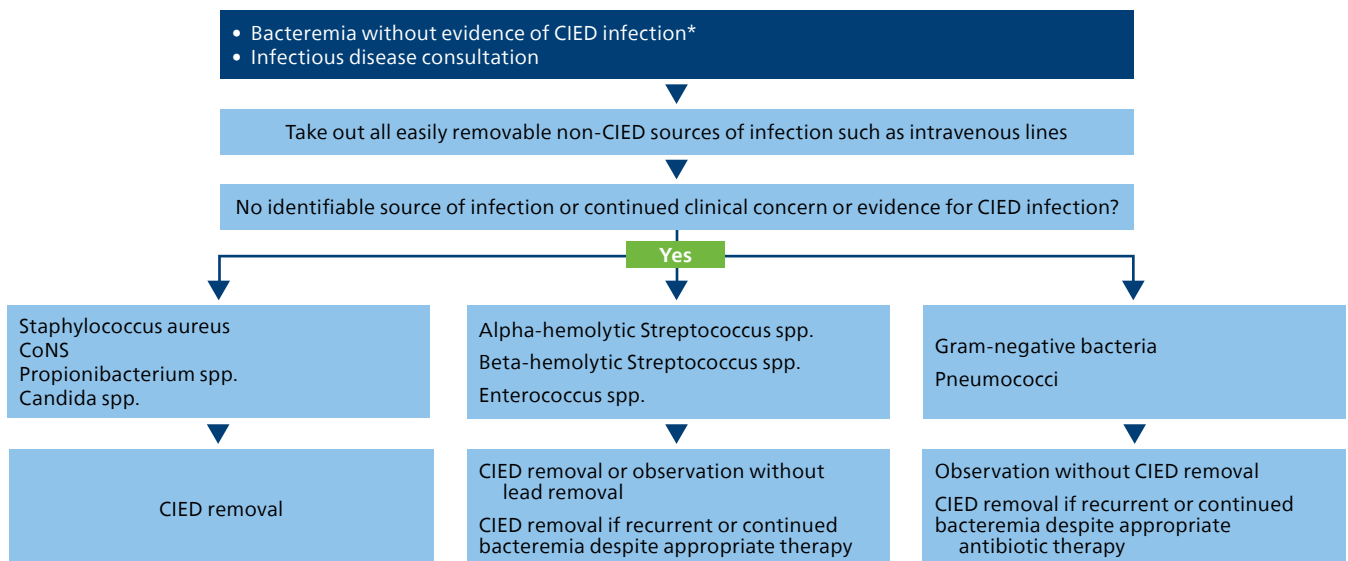 • Bacteremia without evidence of CIED infection*
• Infectious disease consultation
Take out all easily removable non-CIED sources of infection such as intravenous lines
No identifiable source of infection or continued clinical concern or evidence for CIED infection?
Yes
Staphylococcus aureus
CoNS
Propionibacterium spp.
Candida spp.
CIED removal
Alpha-hemolytic Streptococcus spp.
Beta-hemolytic Streptococcus spp.
Enterococcus spp.
CIED removal or observation without
lead removal
CIED removal if recurrent or continued
bacteremia despite appropriate therapy
Gram-negative bacteria
Pneumococci
Observation without CIED removal
CIED removal if recurrent or continued
bacteremia despite appropriate
antibiotic therapy